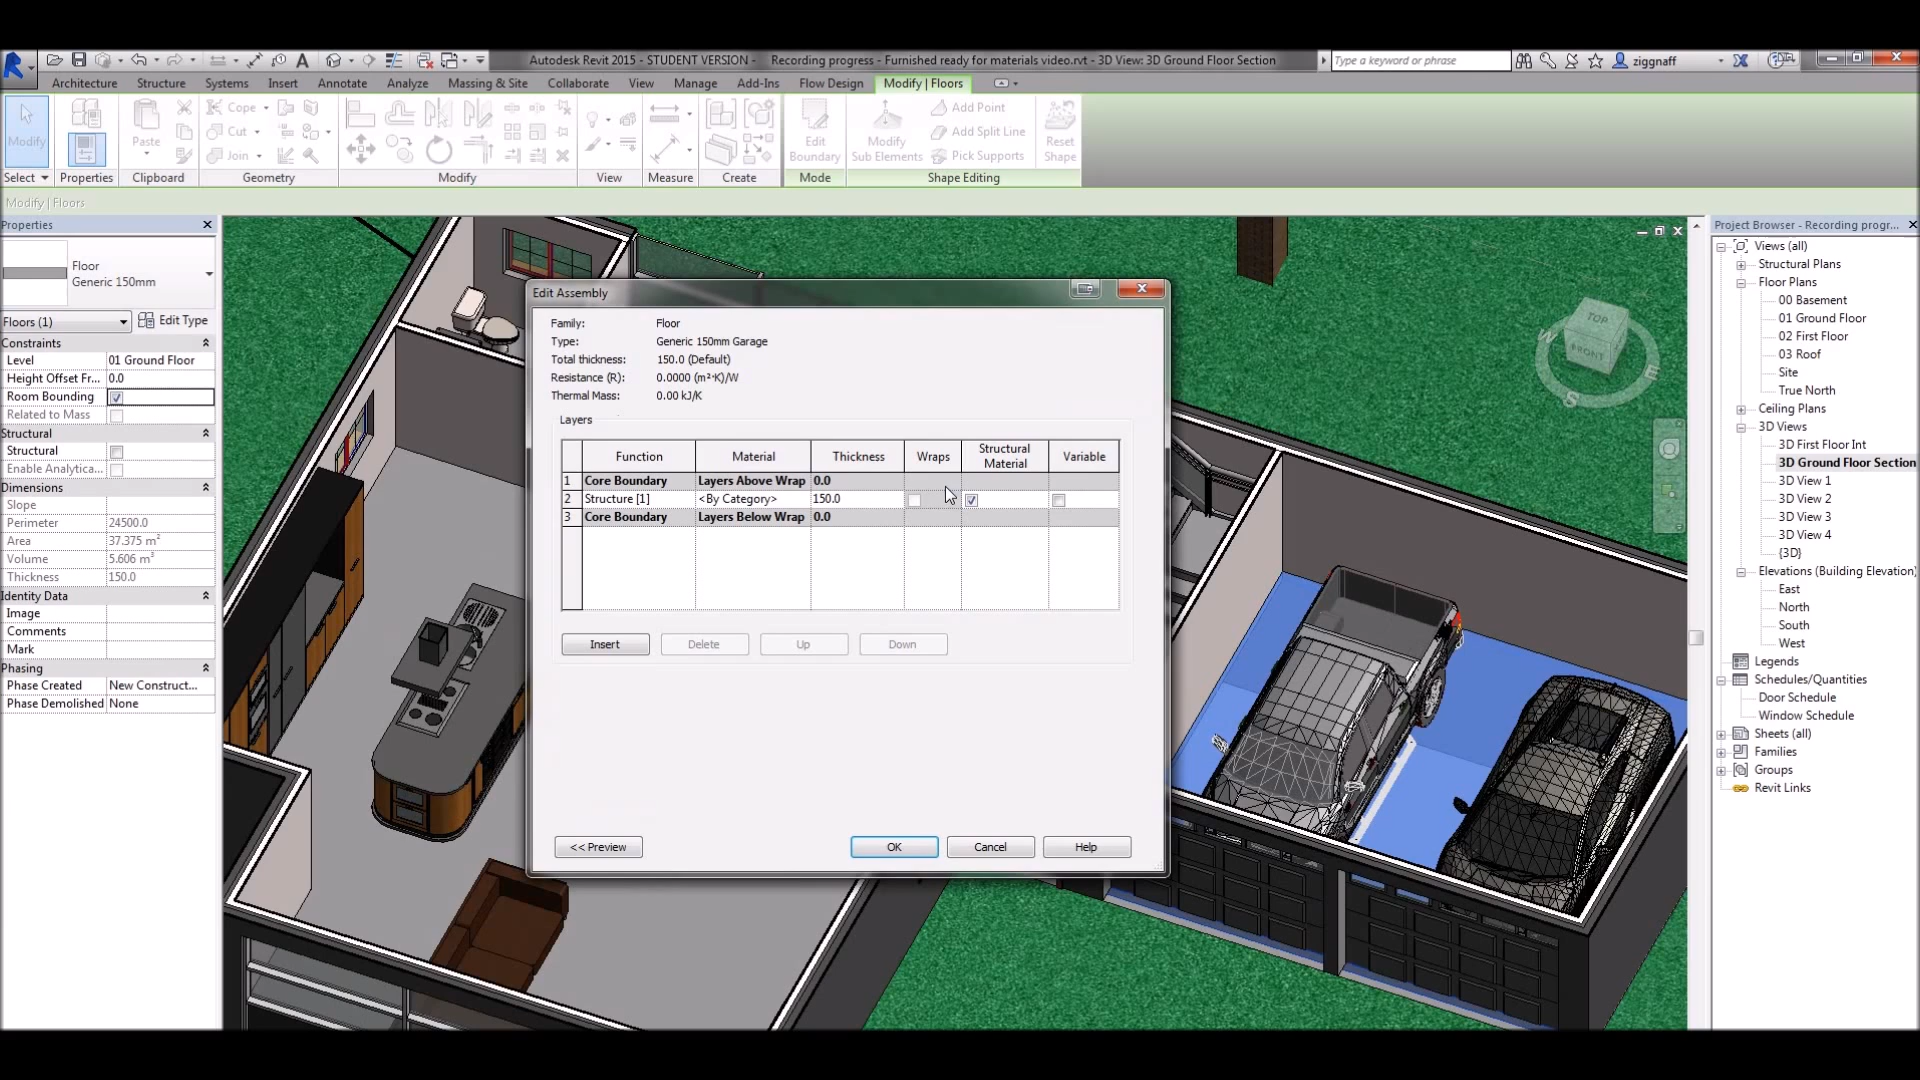 Autodesk Revit 2015 - STUDENT VERSION - Recording progress - Furnished ready for materials video.rvt - 3D View: 3D Ground Floor Section
Type a keyword or phrase
ziggnaff
Architecture Structure Systems Insert Annotate Analyze Massing & Site Collaborate View Manage Add-Ins Flow Design Modify | Floors
Modify
Paste
Cope
Cut
Join
Edit
Boundary
Modify
Sub Elements
Add Point
Add Split Line
Pick Supports
Reset
Shape
Select Properties Clipboard Geometry Modify View Measure Create Mode Shape Editing
Modify | Floors
Properties
Floor
Generic 150mm
Floors (1) Edit Type
Constraints
Level 01 Ground Floor
Height Offset Fr... 0.0
Room Bounding
Related to Mass
Structural
Structural
Enable Analytica...
Dimensions
Slope
Perimeter 24500.0
Area 37.375 m²
Volume 5.606 m³
Thickness 150.0
Identity Data
Image
Comments
Mark
Phasing
Phase Created New Construct...
Phase Demolished None
Edit Assembly
Family: Floor
Type: Generic 150mm Garage
Total thickness: 150.0 (Default)
Resistance (R): 0.0000 (m²·K)/W
Thermal Mass: 0.00 kJ/K
Layers
Function Material Thickness Wraps Structural Material Variable
1 Core Boundary Layers Above Wrap 0.0
2 Structure [1] <By Category> 150.0
3 Core Boundary Layers Below Wrap 0.0
Insert Delete Up Down
<< Preview OK Cancel Help
TOP
FRONT
W
E
S
Project Browser - Recording progr...
Views (all)
Structural Plans
Floor Plans
00 Basement
01 Ground Floor
02 First Floor
03 Roof
Site
True North
Ceiling Plans
3D Views
3D First Floor Int
3D Ground Floor Section
3D View 1
3D View 2
3D View 3
3D View 4
{3D}
Elevations (Building Elevation)
East
North
South
West
Legends
Schedules/Quantities
Door Schedule
Window Schedule
Sheets (all)
Families
Groups
Revit Links